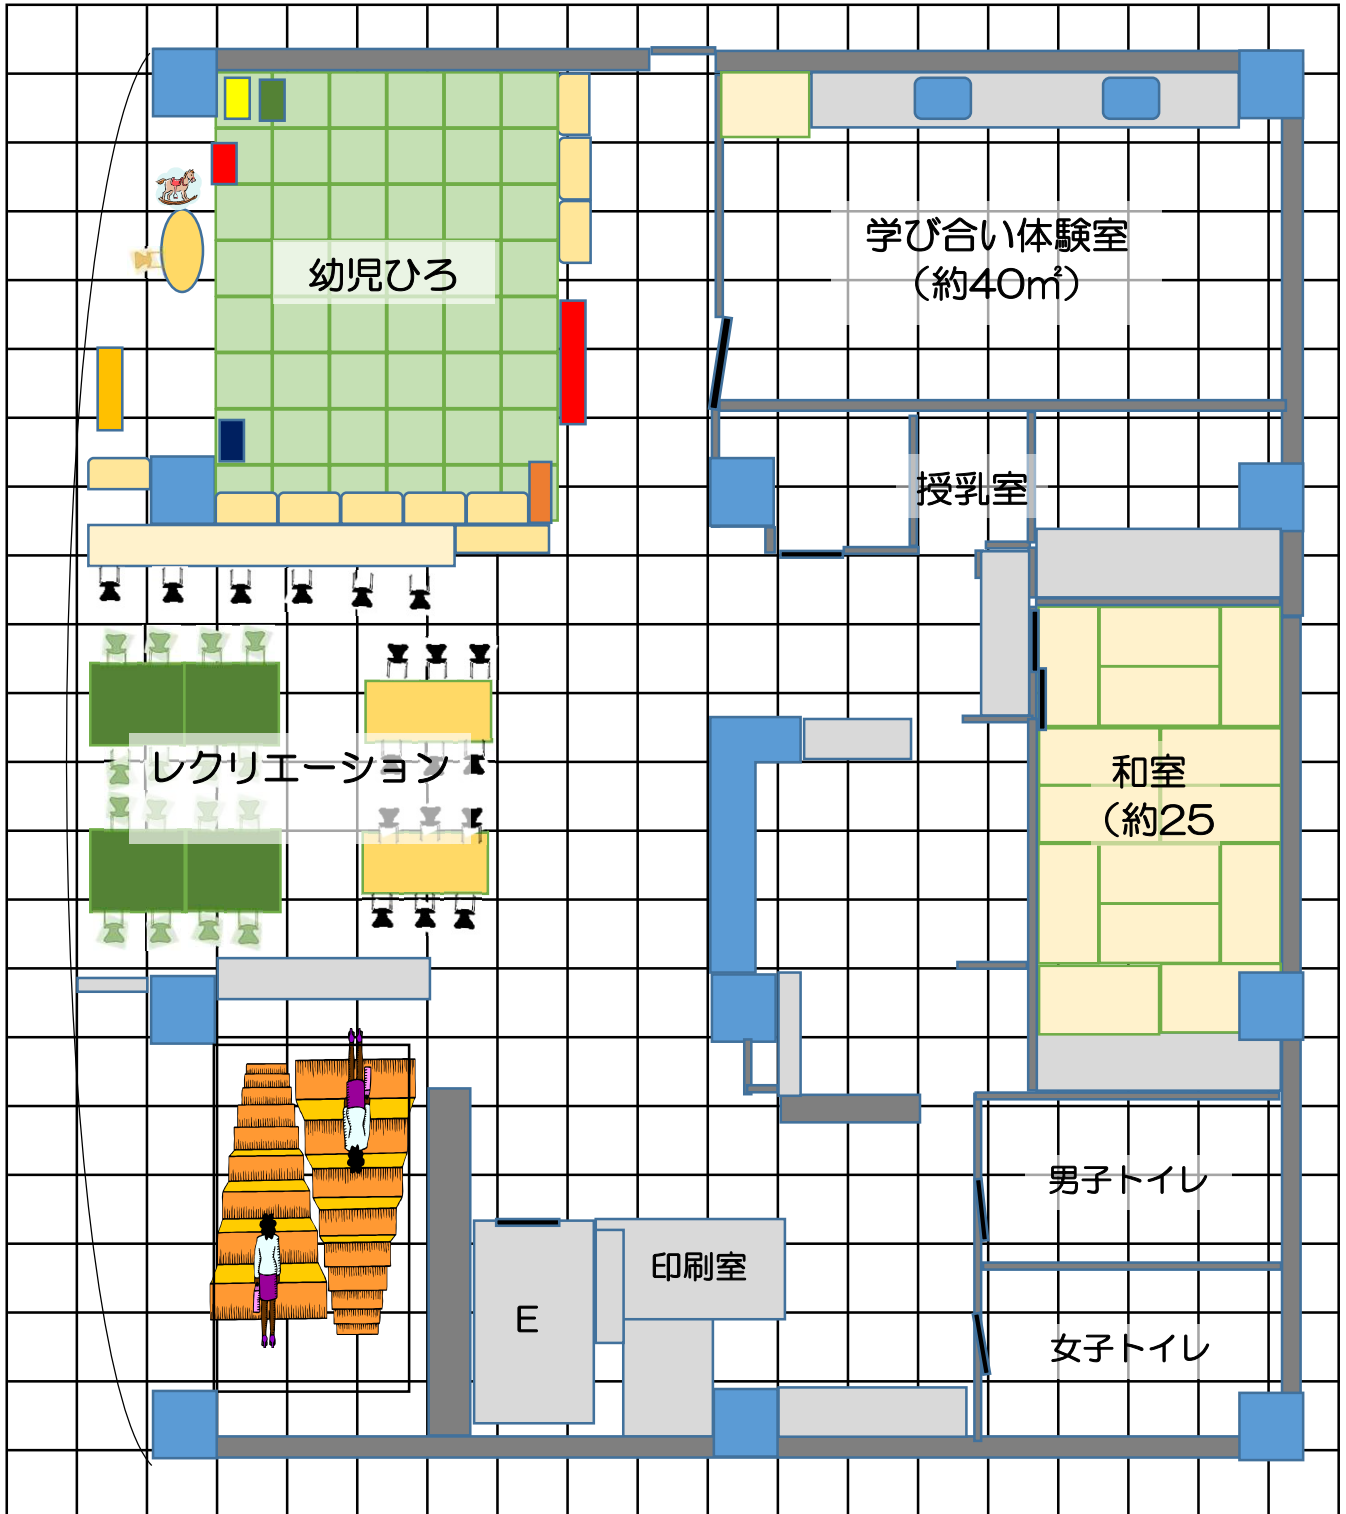 学び合い体験室
（約40㎡）
幼児ひろ
授乳室
レクリエーション
和室
（約25
男子トイレ
印刷室
E
女子トイレ